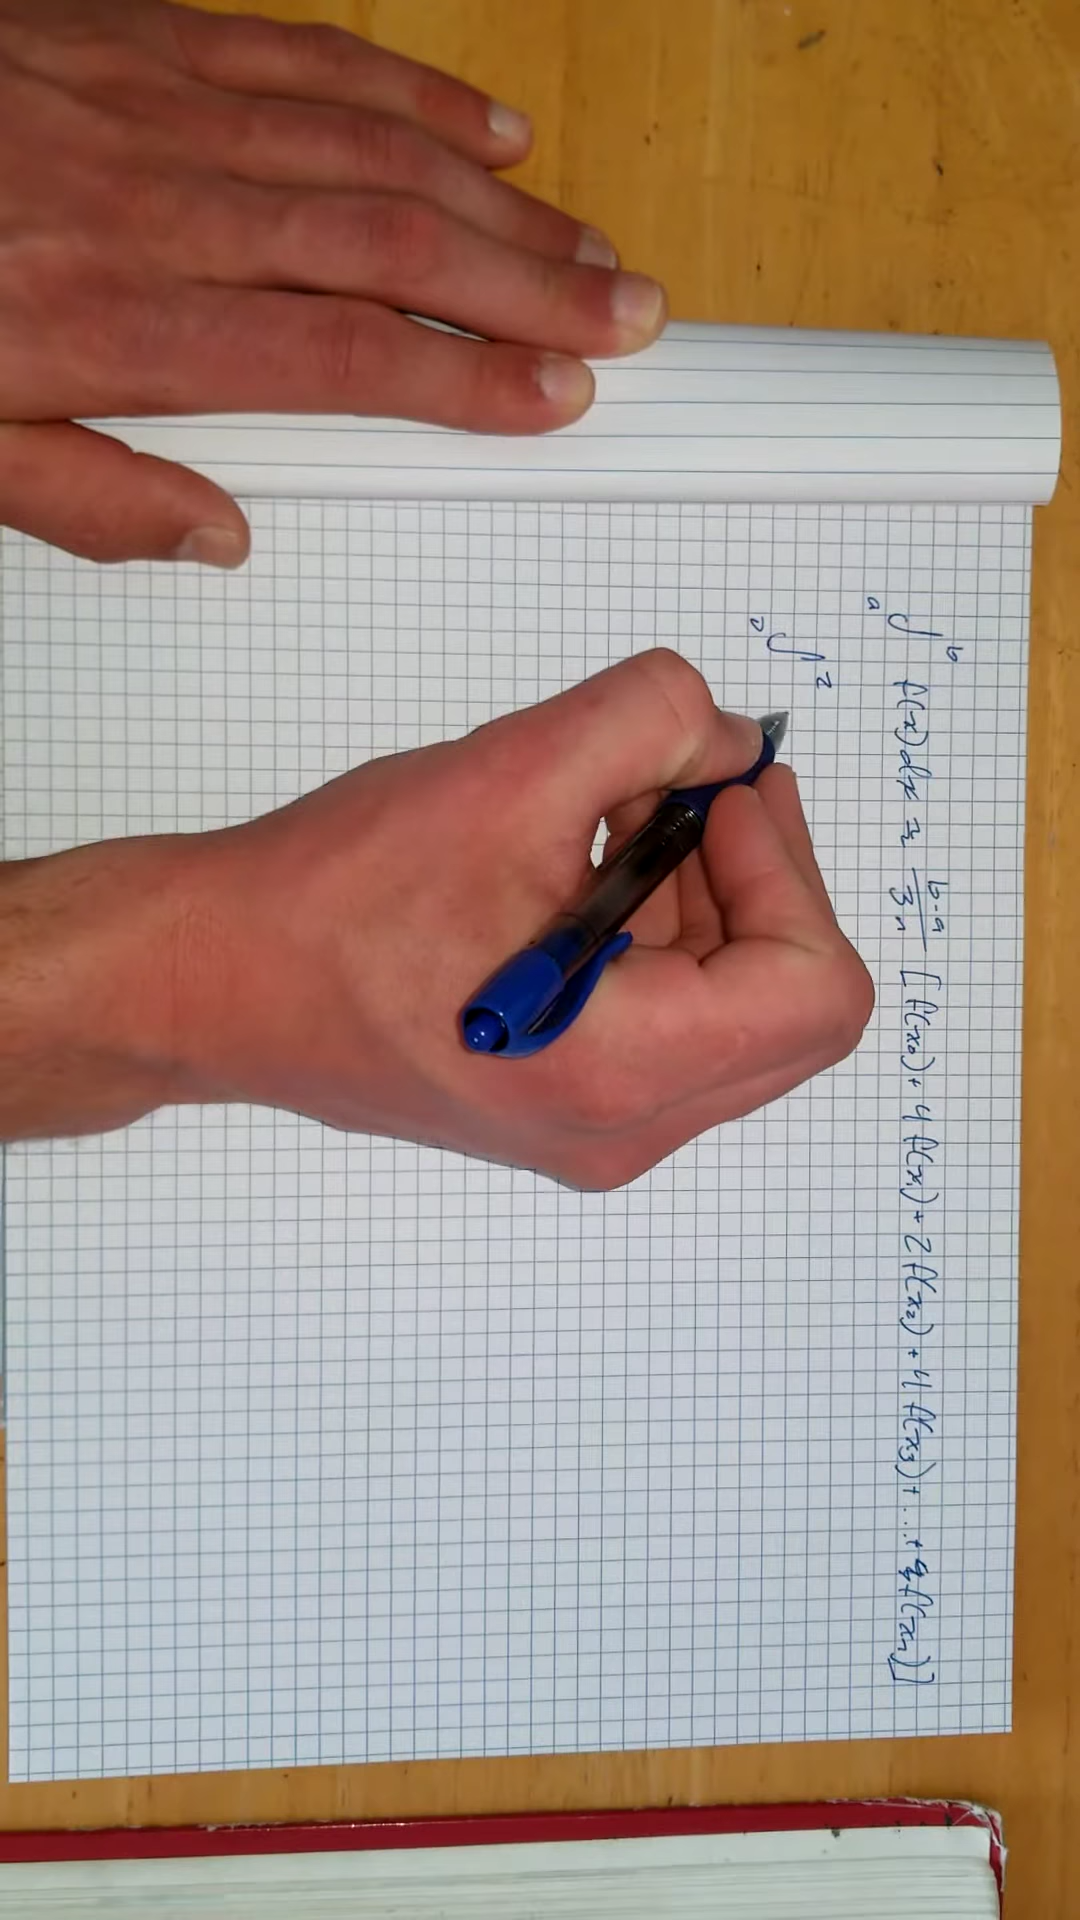 ∫ₐᵇ f(x)dx ≈ b-a/3n [f(x₀) + 4f(x₁) + 2f(x₂) + 4f(x₃) + ... + f(xₙ)]
∫₀²